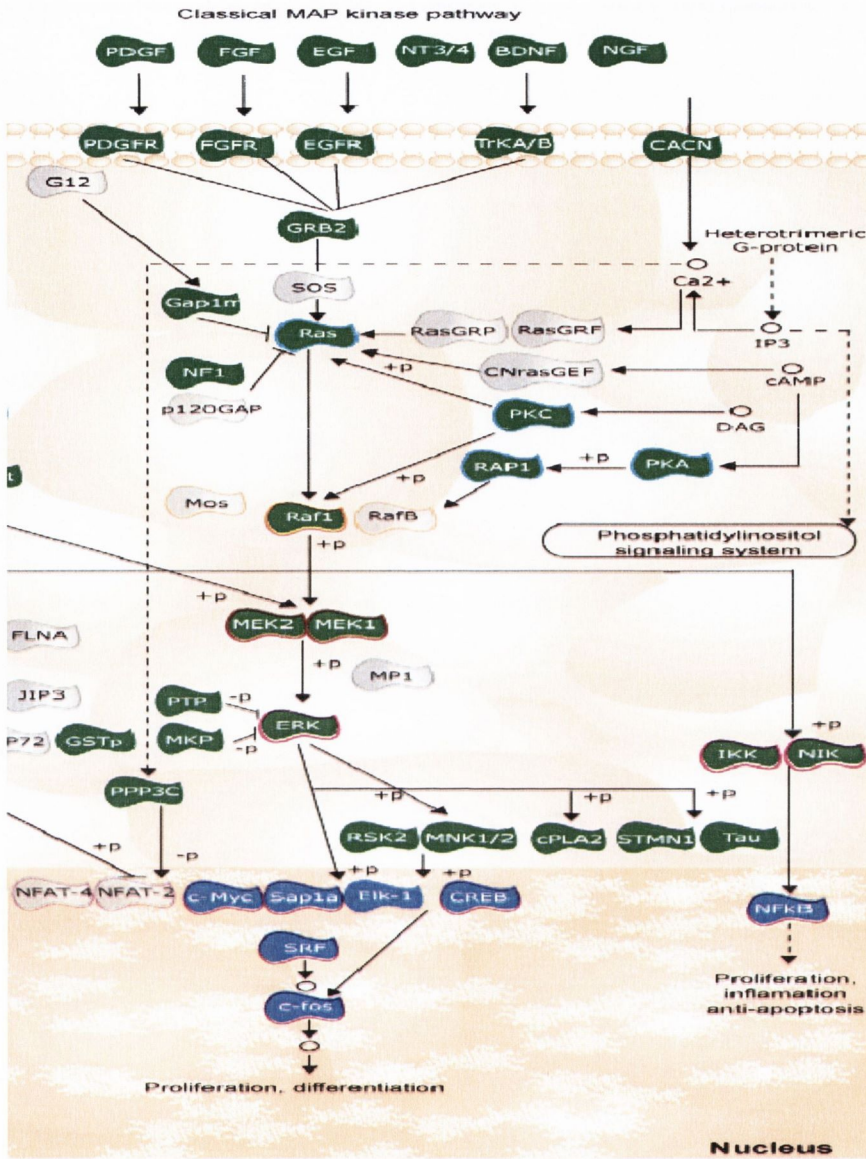 Classical MAP kinase pathway
PDGF FGF EGF NT3/4 BDNF NGF
PDGFR FGFR EGFR TrKA/B CACN
G12
GRB2
Heterotrimeric
G-protein
SOS
Ca2+
Gap1m
Ras RasGRP RasGRF
IP3
NF1
+p
CNrasGEF
cAMP
p120GAP
PKC
DAG
+p
RAP1
+p
PKA
Mos
Raf1 RafB
+p
Phosphatidylinositol
signaling system
+p
MEK2 MEK1
FLNA
+p
MP1
JIP3
PTP
-p
ERK
P72 GSTp
MKP
-p
+p
IKK NIK
PPP3C
+p
+p
+p
RSK2 MNK1/2 cPLA2 STMN1 Tau
+p
-p
+p
+p
NFAT-4 NFAT-2 c-Myc Sap1a Elk-1 CREB
NFkB
SRF
c-fos
Proliferation,
inflamation
anti-apoptosis
Proliferation, differentiation
Nucleus